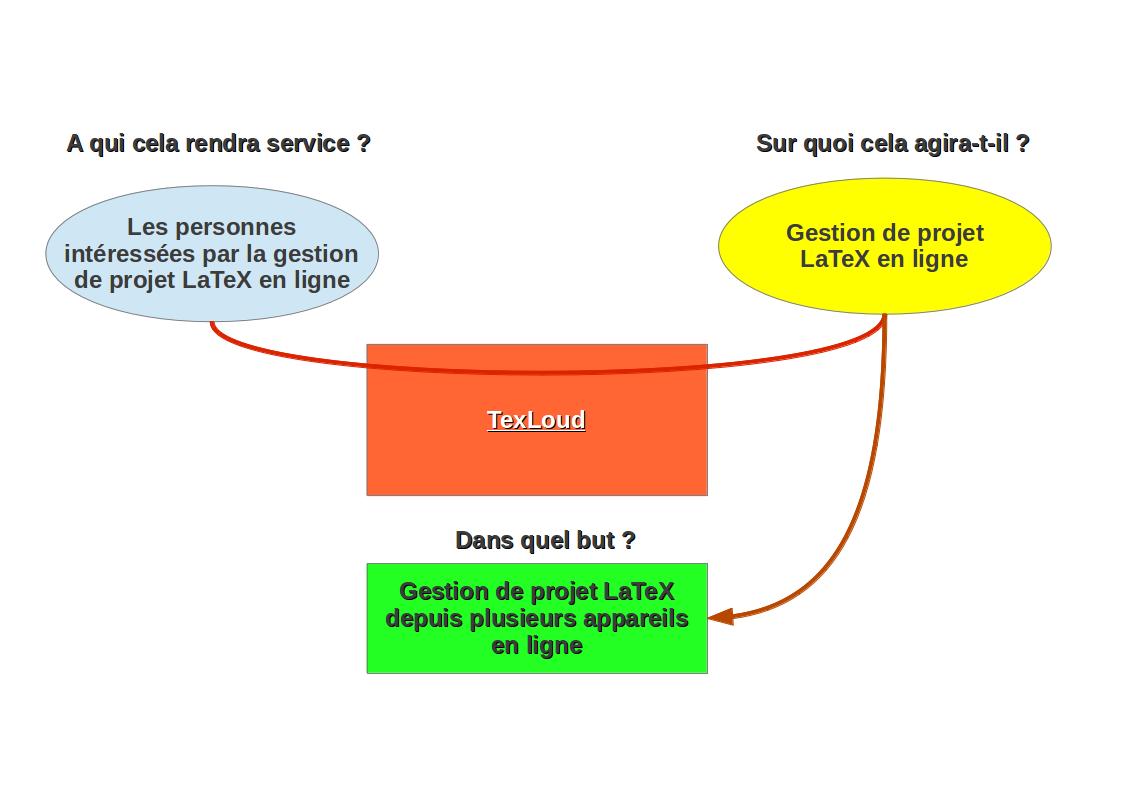 A qui cela rendra service ?
Sur quoi cela agira-t-il ?
Les personnes
intéressées par la gestion
de projet LaTeX en ligne
Gestion de projet
LaTeX en ligne
TexLoud
Dans quel but ?
Gestion de projet LaTeX
depuis plusieurs appareils
en ligne